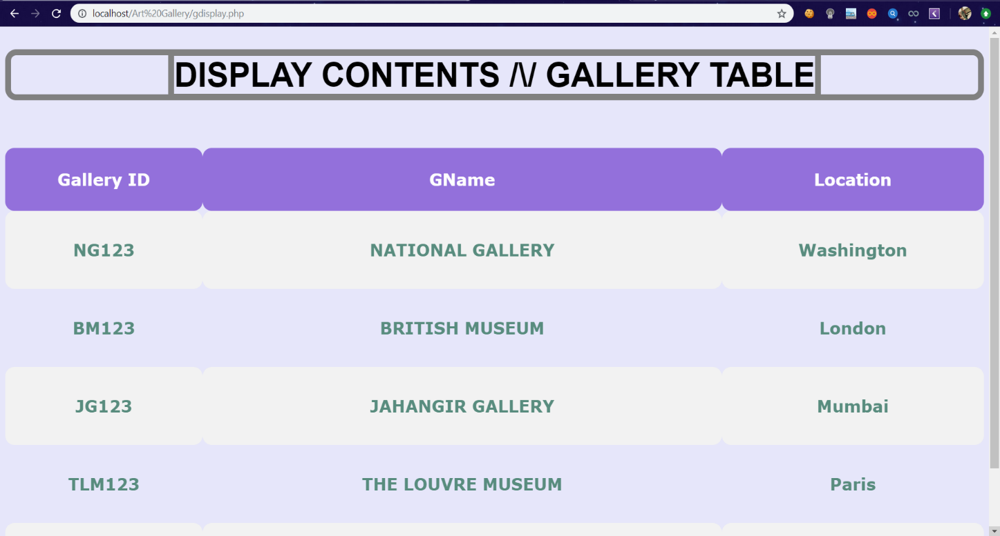 localhost/Art%20Gallery/gdisplay.php
DISPLAY CONTENTS /\/ GALLERY TABLE
Gallery ID GName Location
NG123 NATIONAL GALLERY Washington
BM123 BRITISH MUSEUM London
JG123 JAHANGIR GALLERY Mumbai
TLM123 THE LOUVRE MUSEUM Paris